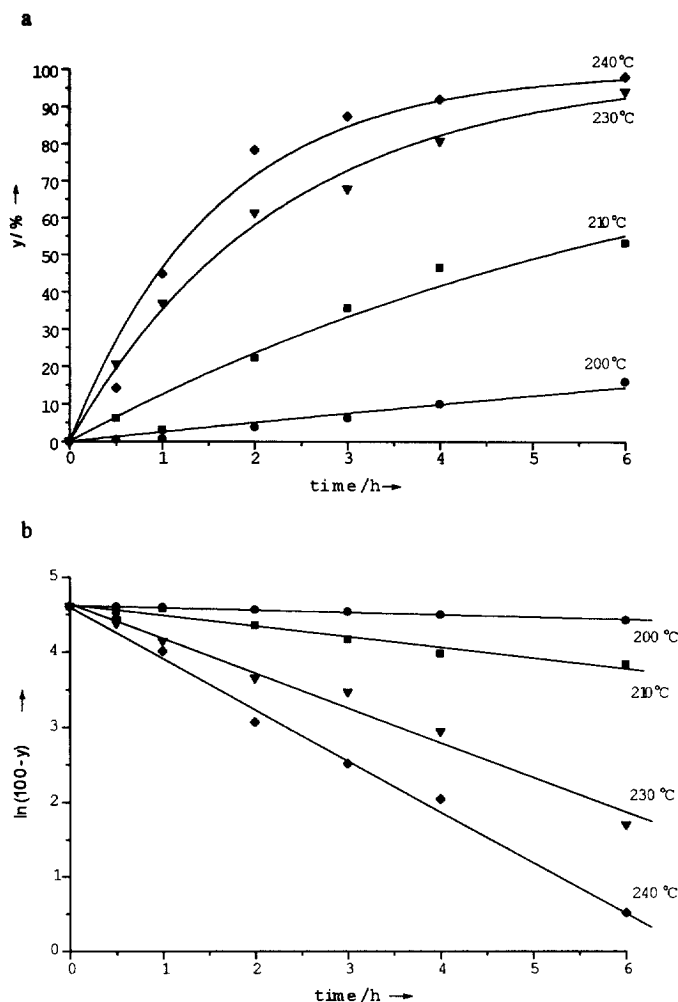 a
100
90
80
70
60
50
40
30
20
10
0
y/% →
0 1 2 3 4 5 6
time/h→
240°C
230°C
210°C
200°C
b
5
4
3
2
1
0
ln(100-y) →
0 1 2 3 4 5 6
time/h →
200°C
210°C
230°C
240°C